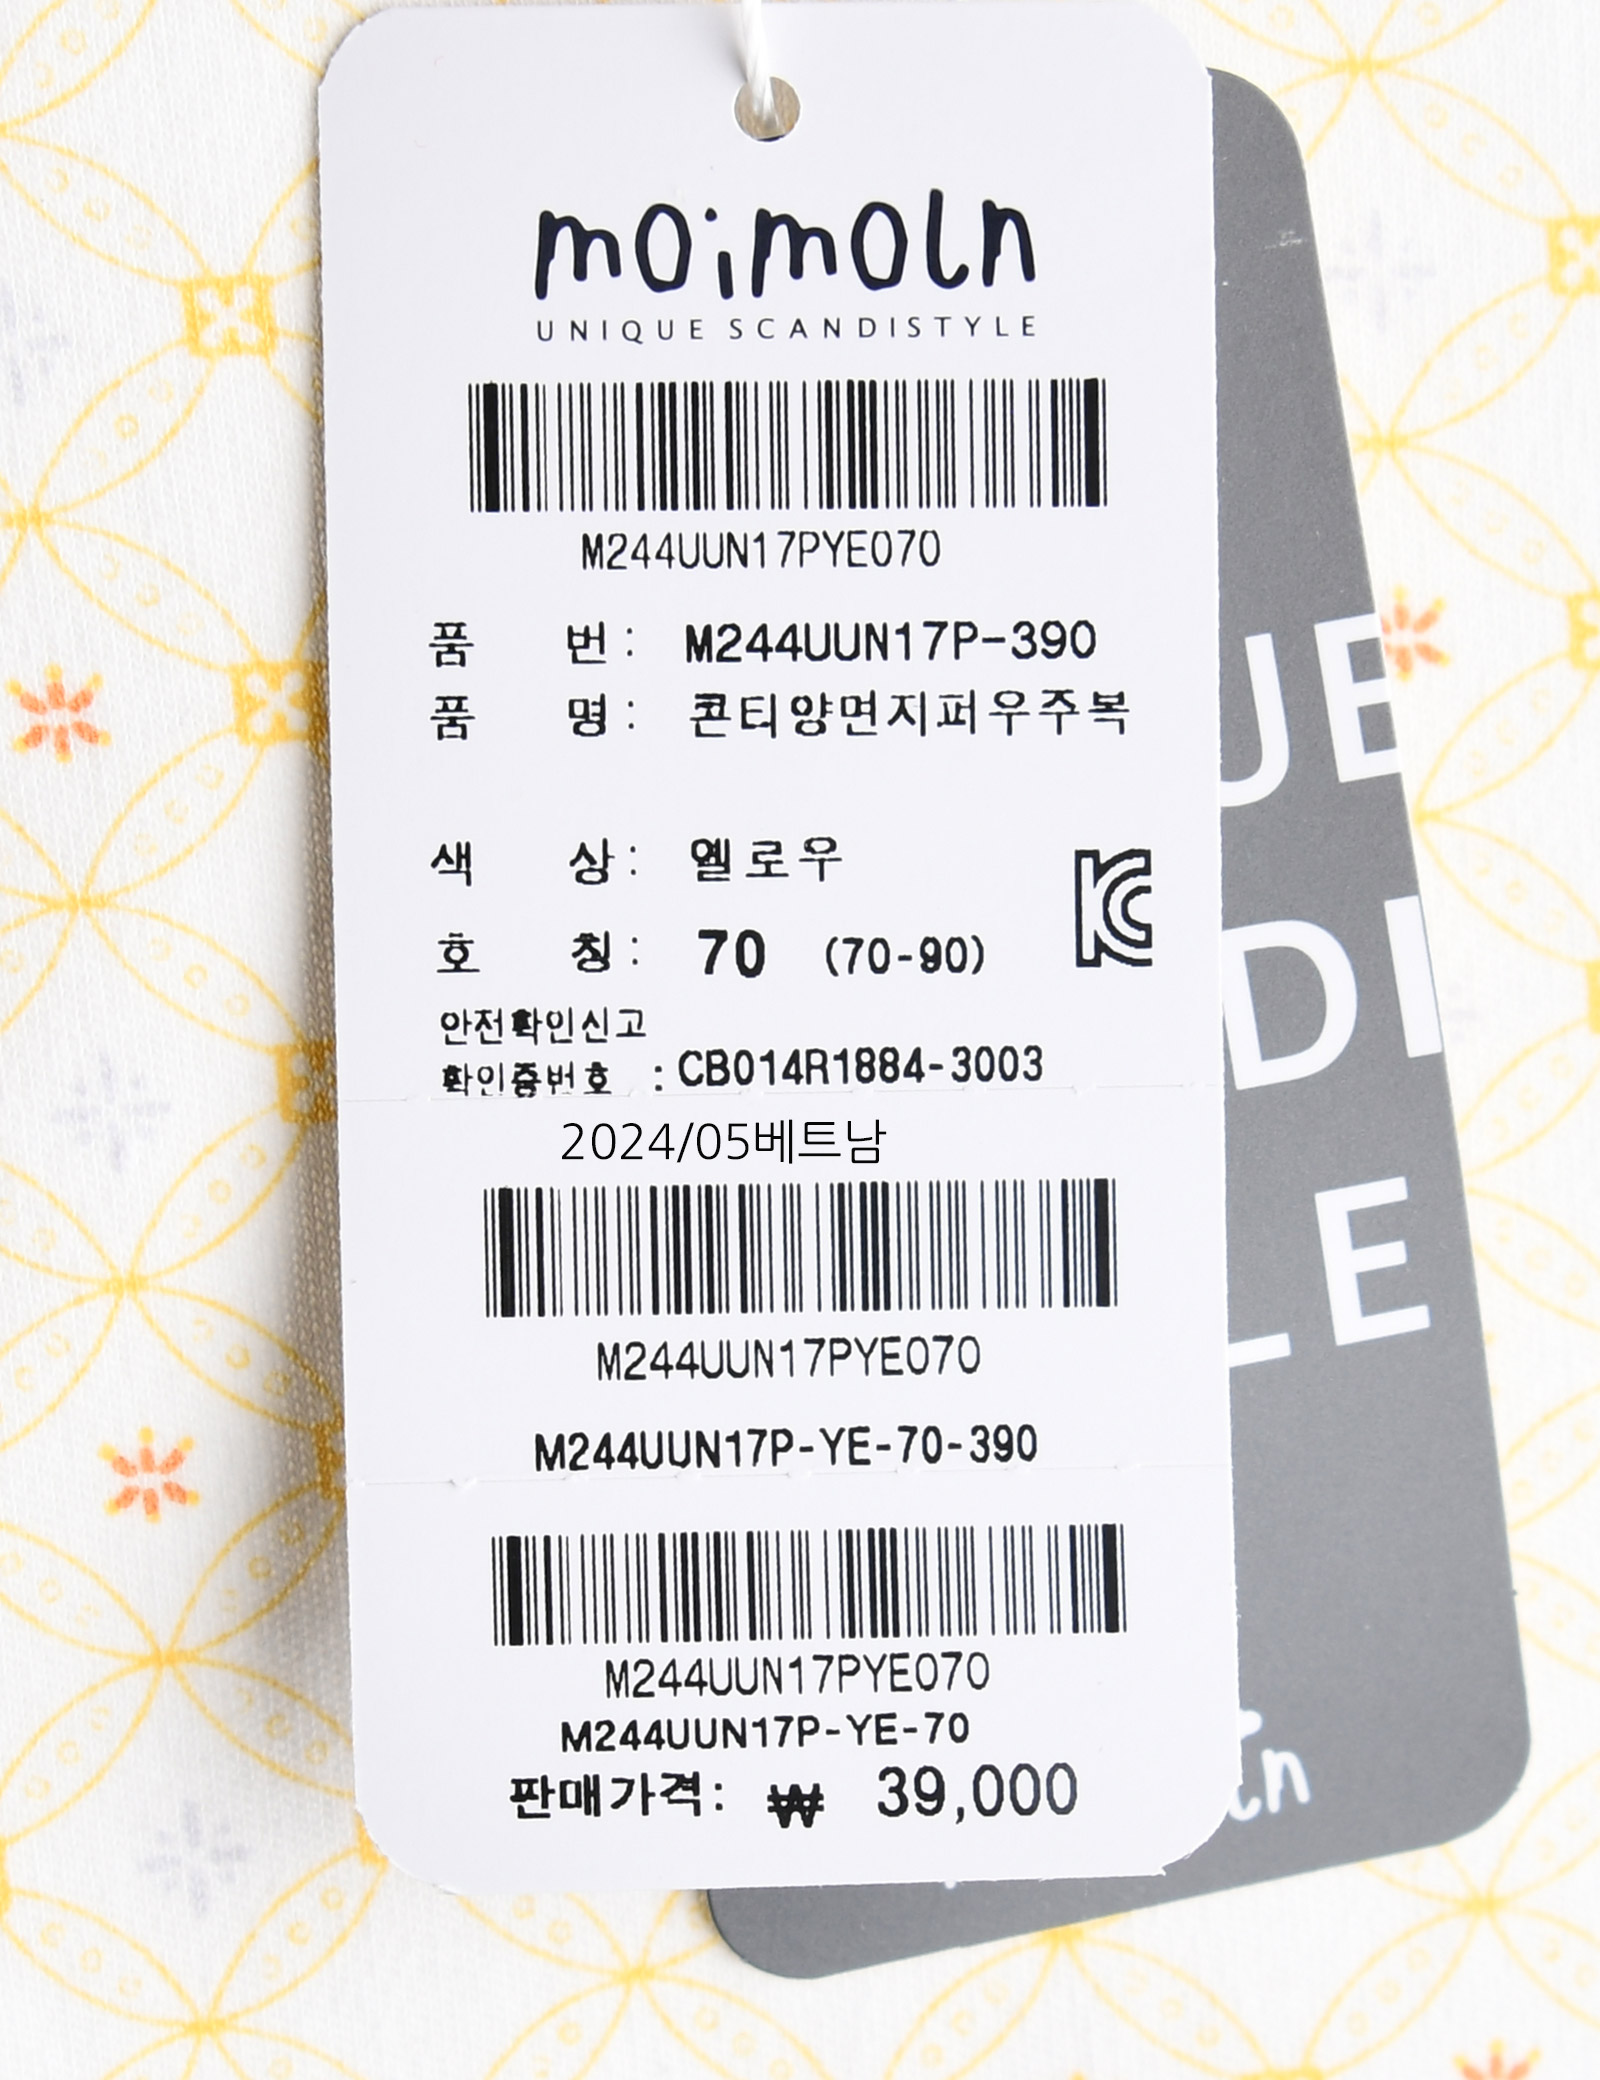 moimoln
UNIQUE SCANDISTYLE
M244UUN17PYE070
품 번 : M244UUN17P-390
품 명 : 콘티양면지퍼우주복
색 상 : 옐로우
호 칭 : 70 (70-90)
안전확인신고
확인증번호 : CB014R1884-3003
2024/05베트남
M244UUN17PYE070
M244UUN17P-YE-70-390
M244UUN17PYE070
M244UUN17P-YE-70
판매가격: ₩ 39,000
UE
DI
LE